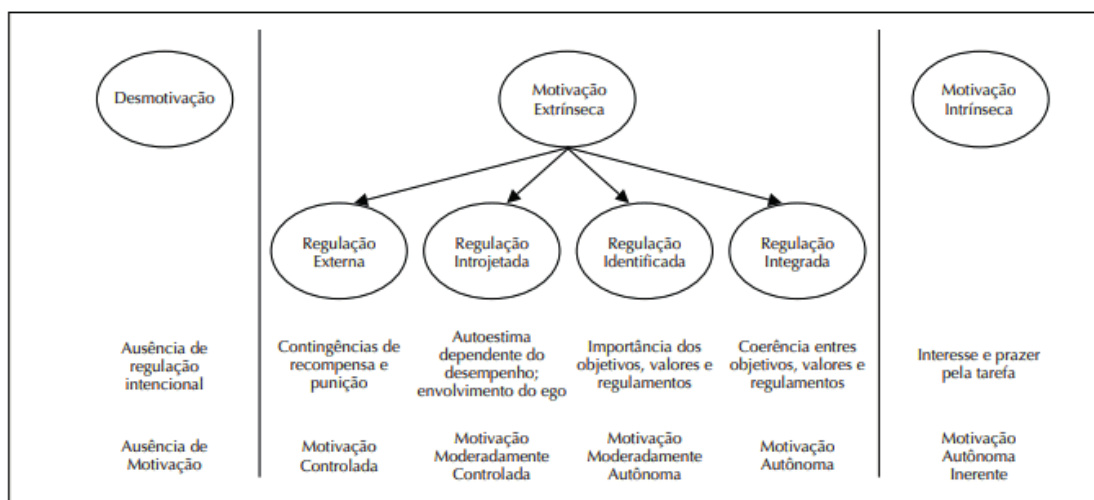 Desmotivação
Motivação
Extrínseca
Motivação
Intrínseca
Regulação
Externa
Regulação
Introjetada
Regulação
Identificada
Regulação
Integrada
Ausência de
regulação
intencional
Contingências de
recompensa e
punição
Autoestima
dependente do
desempenho;
envolvimento do ego
Importância dos
objetivos, valores e
regulamentos
Coerência entres
objetivos, valores e
regulamentos
Interesse e prazer
pela tarefa
Ausência de
Motivação
Motivação
Controlada
Motivação
Moderadamente
Controlada
Motivação
Moderadamente
Autônoma
Motivação
Autônoma
Motivação
Autônoma
Inerente